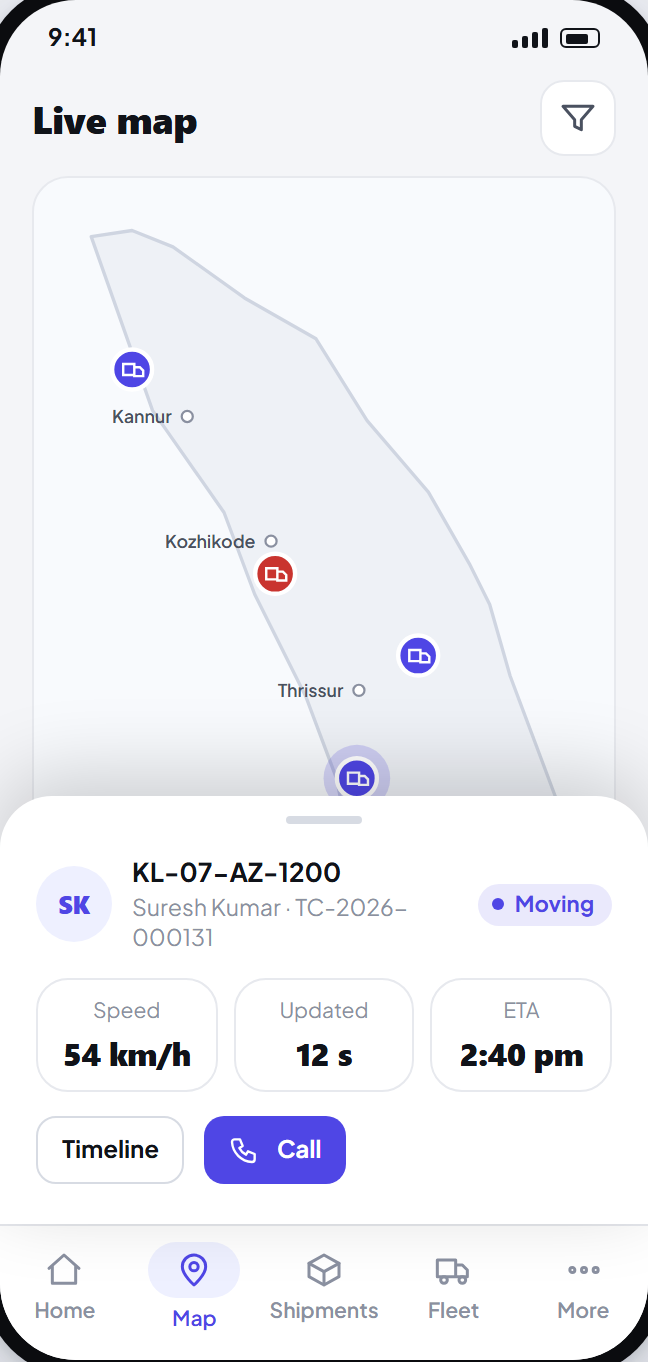 9:41
Live map
Kannur
Kozhikode
Thrissur
KL-07-AZ-1200
SK
Suresh Kumar · TC-2026-
000131
Moving
Speed
Updated
ETA
54 km/h
12 s
2:40 pm
Timeline
Call
Home
Map
Shipments
Fleet
More